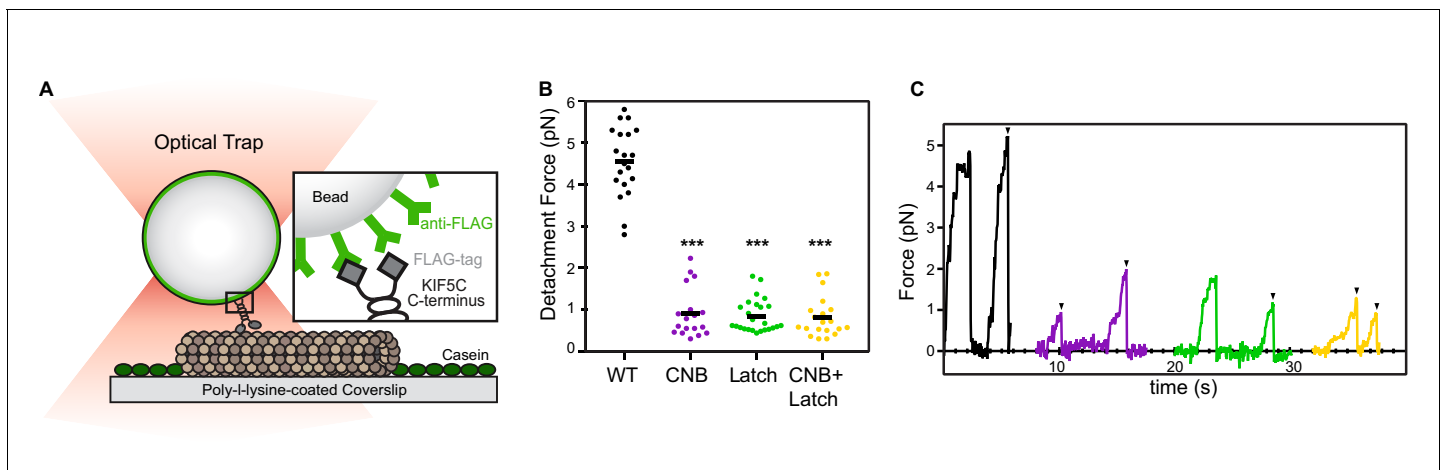 A
Optical Trap
Bead
anti-FLAG
FLAG-tag
KIF5C
C-terminus
Casein
Poly-l-lysine-coated Coverslip
B
Detachment Force (pN)
6
5
4
3
2
1
0
***
***
***
WT
CNB
Latch
CNB+
Latch
C
Force (pN)
5
4
3
2
1
0
10
20
30
time (s)